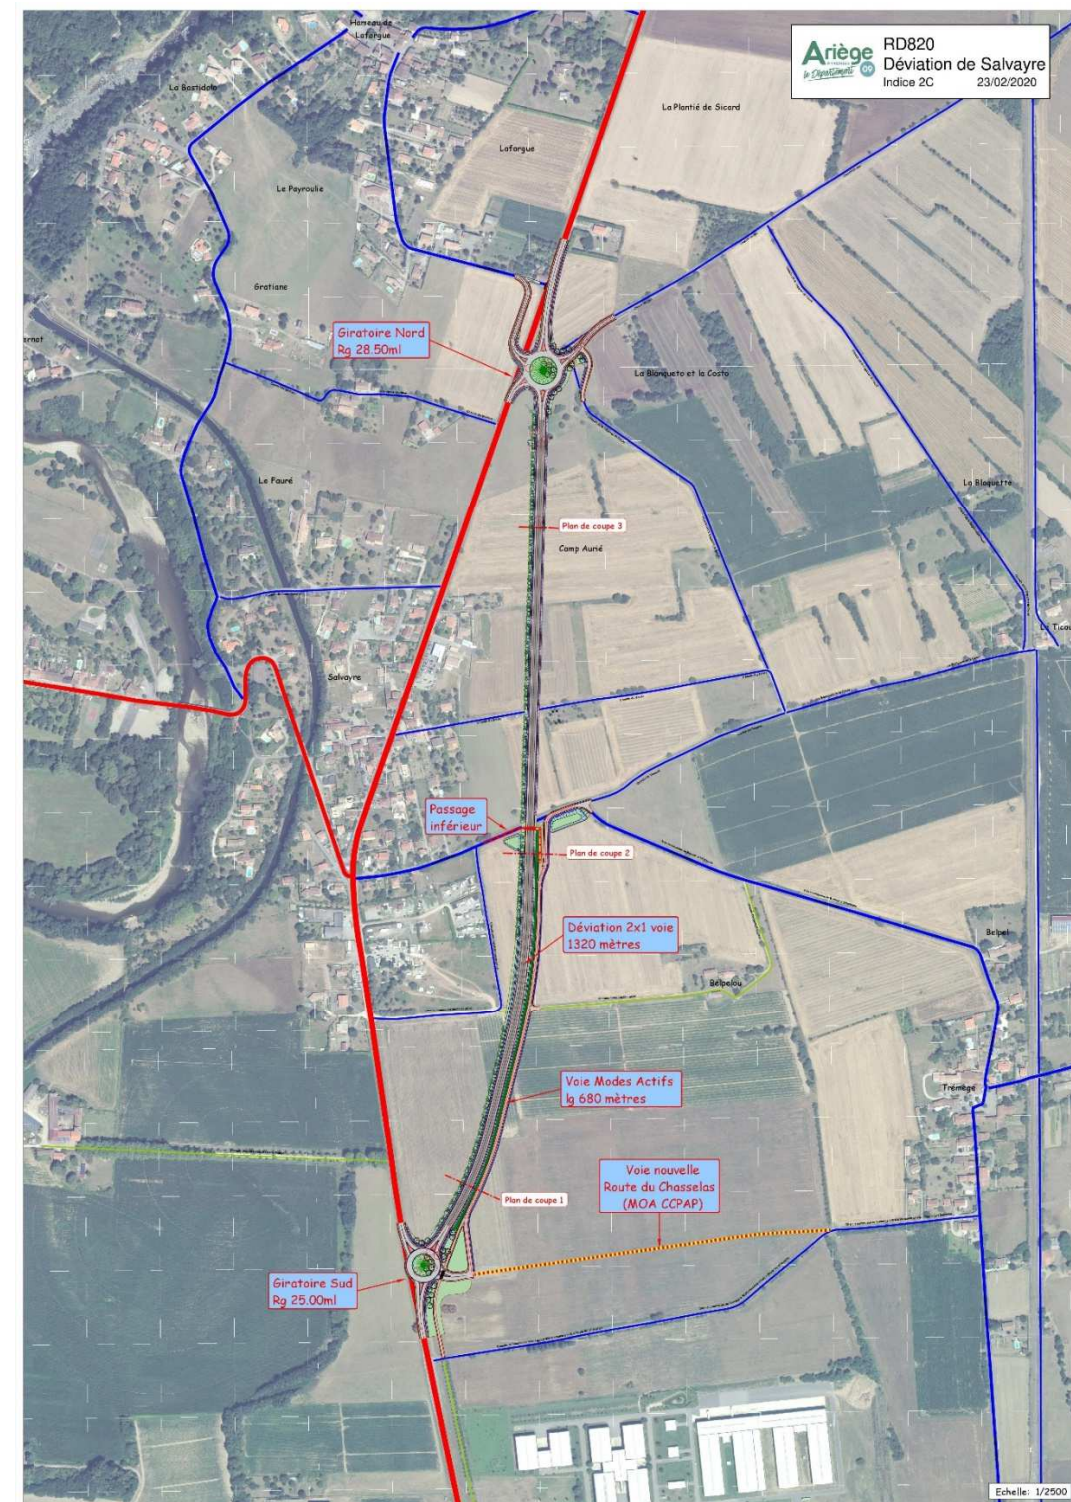 Ariège
le Département 09
RD820
Déviation de Salvayre
Indice 2C 23/02/2020
Hameau de
Lafargue
La Bastidole
La Plantié de Sicard
Lafargue
Le Payroulie
Gratiane
Giratoire Nord
Rg 28.50ml
La Blanqueto et la Costo
Le Fauré
La Blaquette
Plan de coupe 3
Camp Aurié
Salvayre
Passage
inférieur
Plan de coupe 2
Déviation 2x1 voie
1320 mètres
Belpel
Belpelou
Voie Modes Actifs
lg 680 mètres
Trémège
Voie nouvelle
Route du Chasselas
(MOA CCPAP)
Plan de coupe 1
Giratoire Sud
Rg 25.00ml
Echelle: 1/2500